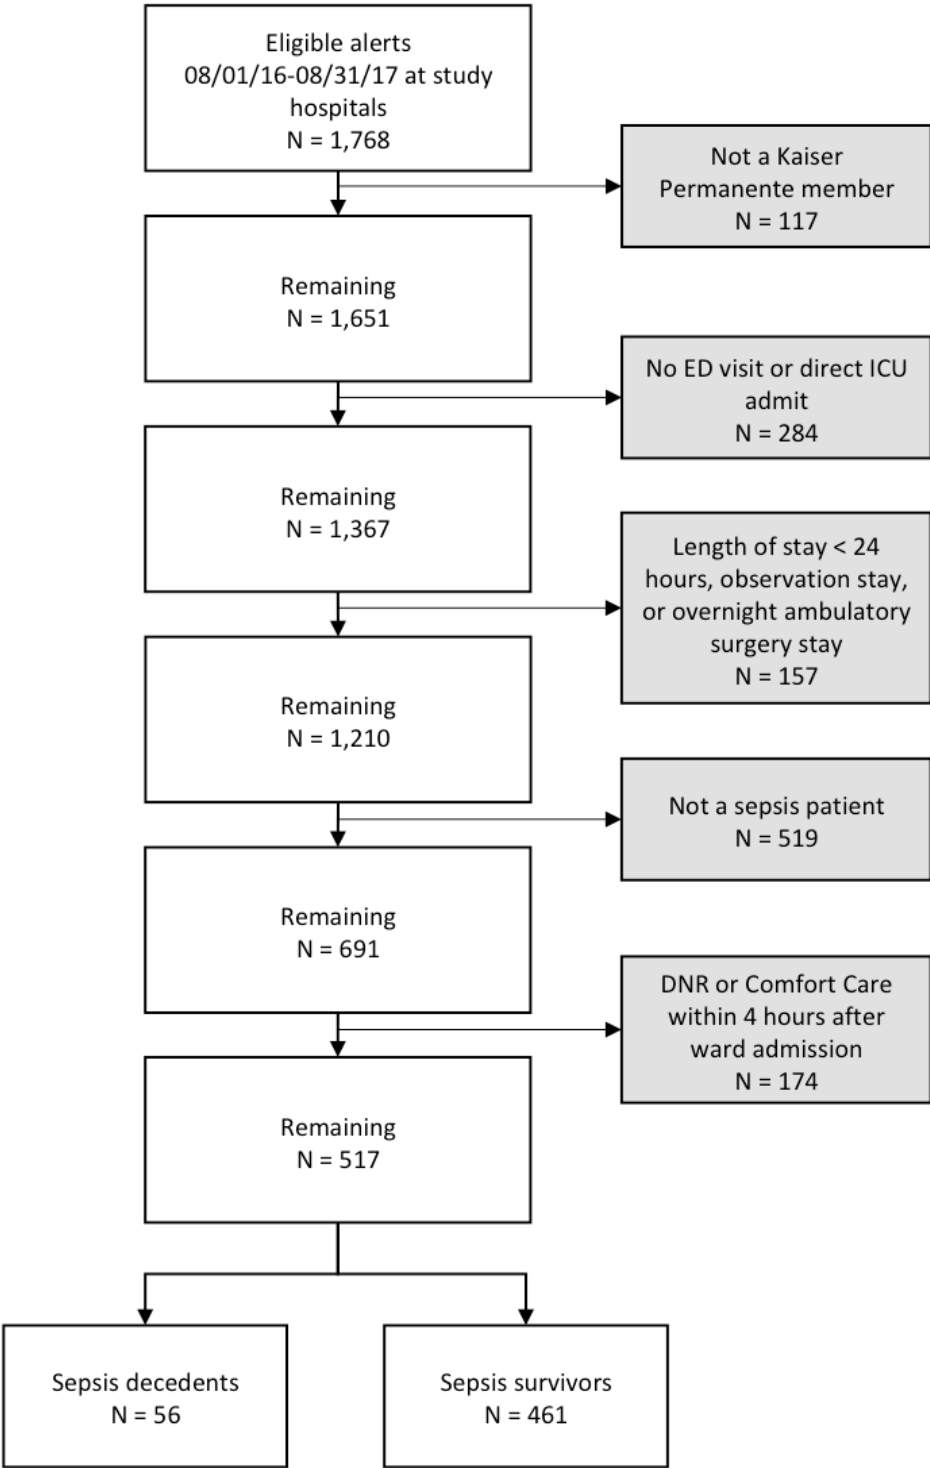 Eligible alerts
08/01/16-08/31/17 at study
hospitals
N = 1,768
Not a Kaiser
Permanente member
N = 117
Remaining
N = 1,651
No ED visit or direct ICU
admit
N = 284
Remaining
N = 1,367
Length of stay < 24
hours, observation stay,
or overnight ambulatory
surgery stay
N = 157
Remaining
N = 1,210
Not a sepsis patient
N = 519
Remaining
N = 691
DNR or Comfort Care
within 4 hours after
ward admission
N = 174
Remaining
N = 517
Sepsis decedents
N = 56
Sepsis survivors
N = 461